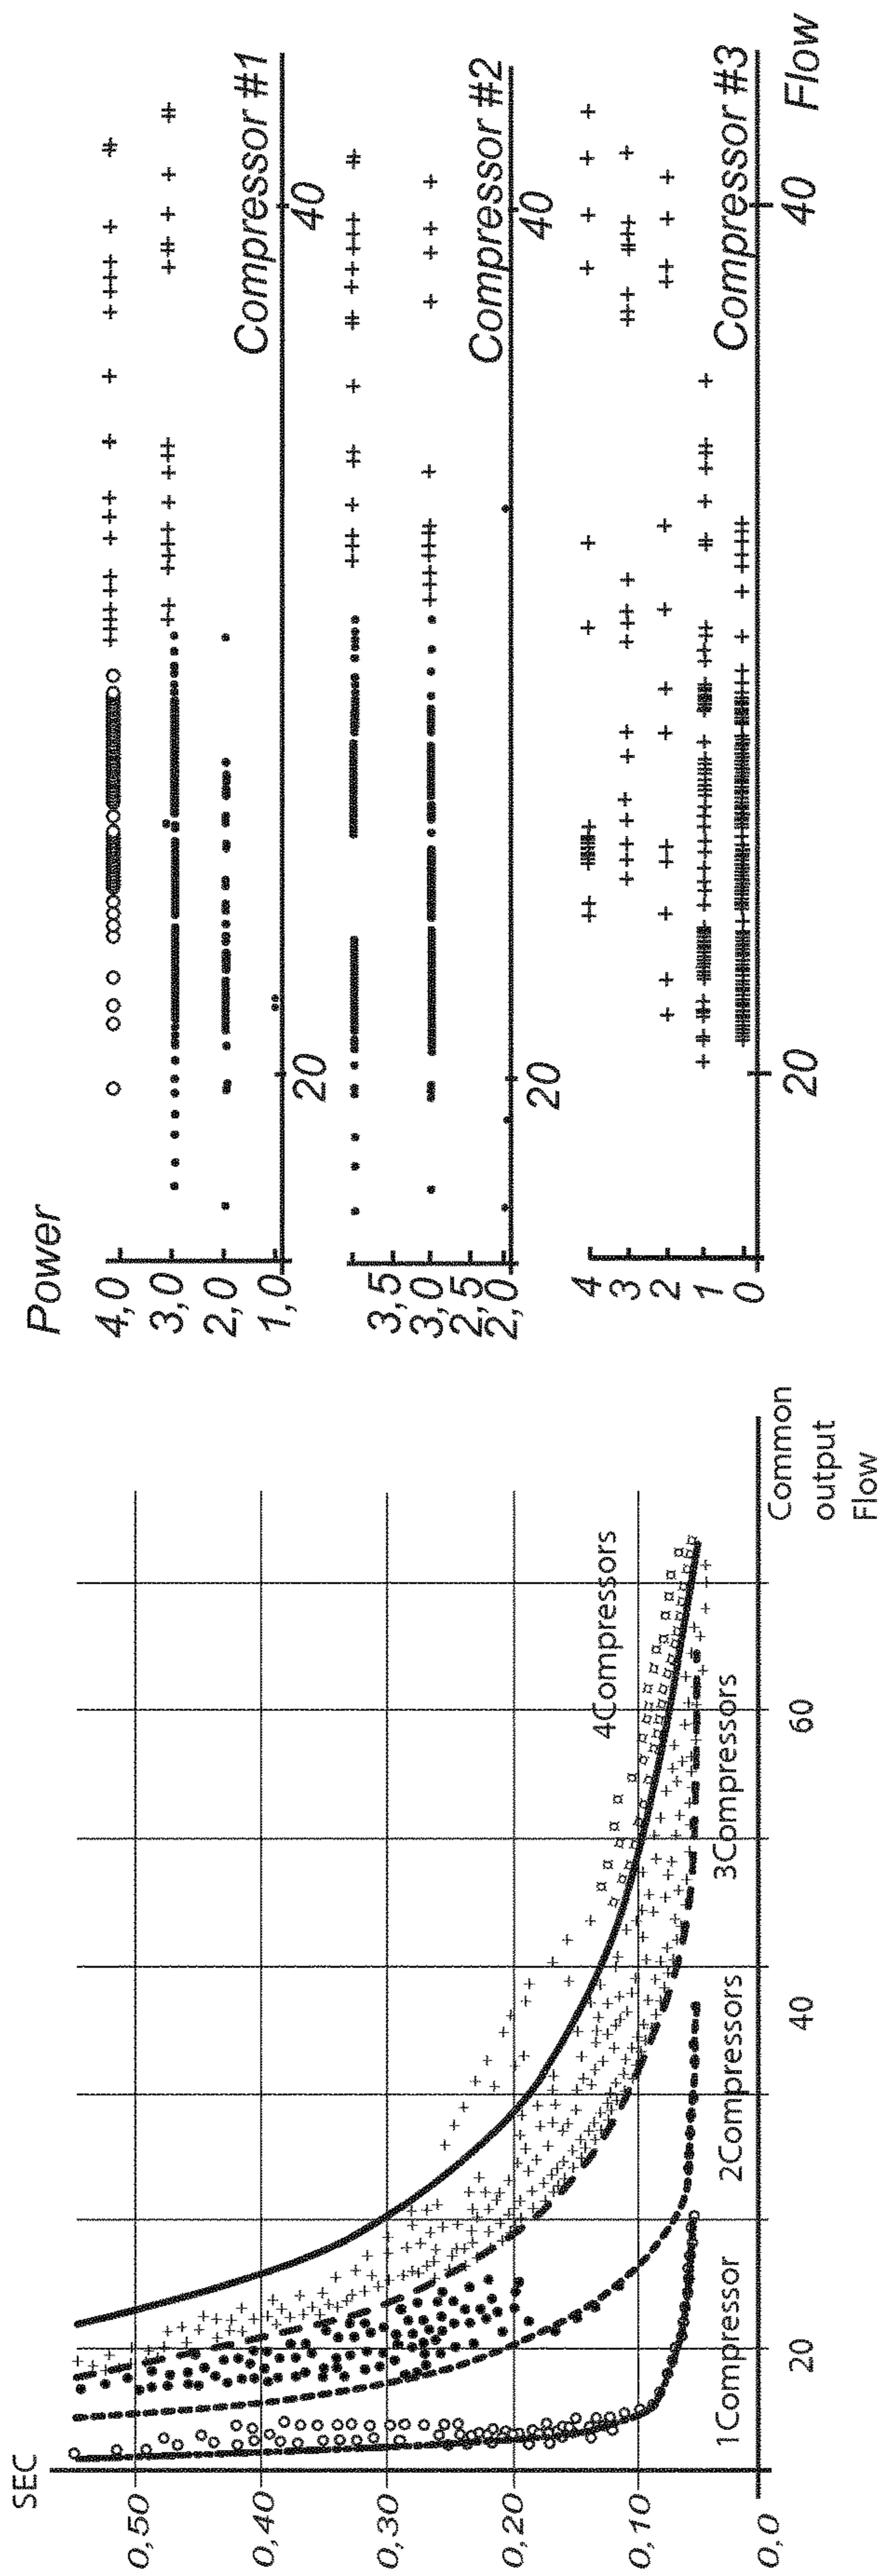 SEC
0,50
0,40
0,30
0,20
0,10
0,0
4Compressors
1Compressor
2Compressors
3Compressors
20
40
60
Common
output
Flow
Power
4,0
3,0
2,0
1,0
20
40
Compressor #1
3,5
3,0
2,5
2,0
20
40
Compressor #2
4
3
2
1
0
20
40
Compressor #3
Flow